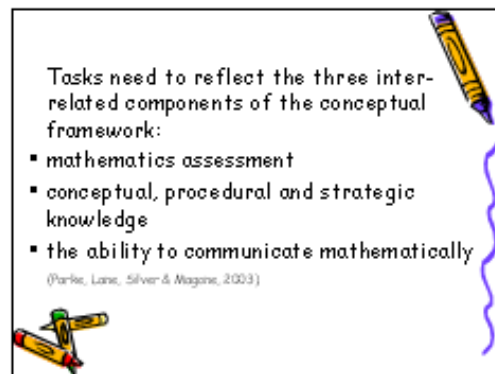 Tasks need to reflect the three inter-
related components of the conceptual
framework:
▪ mathematics assessment
▪ conceptual, procedural and strategic
knowledge
▪ the ability to communicate mathematically
(Parke, Lane, Silver & Magone, 2003)